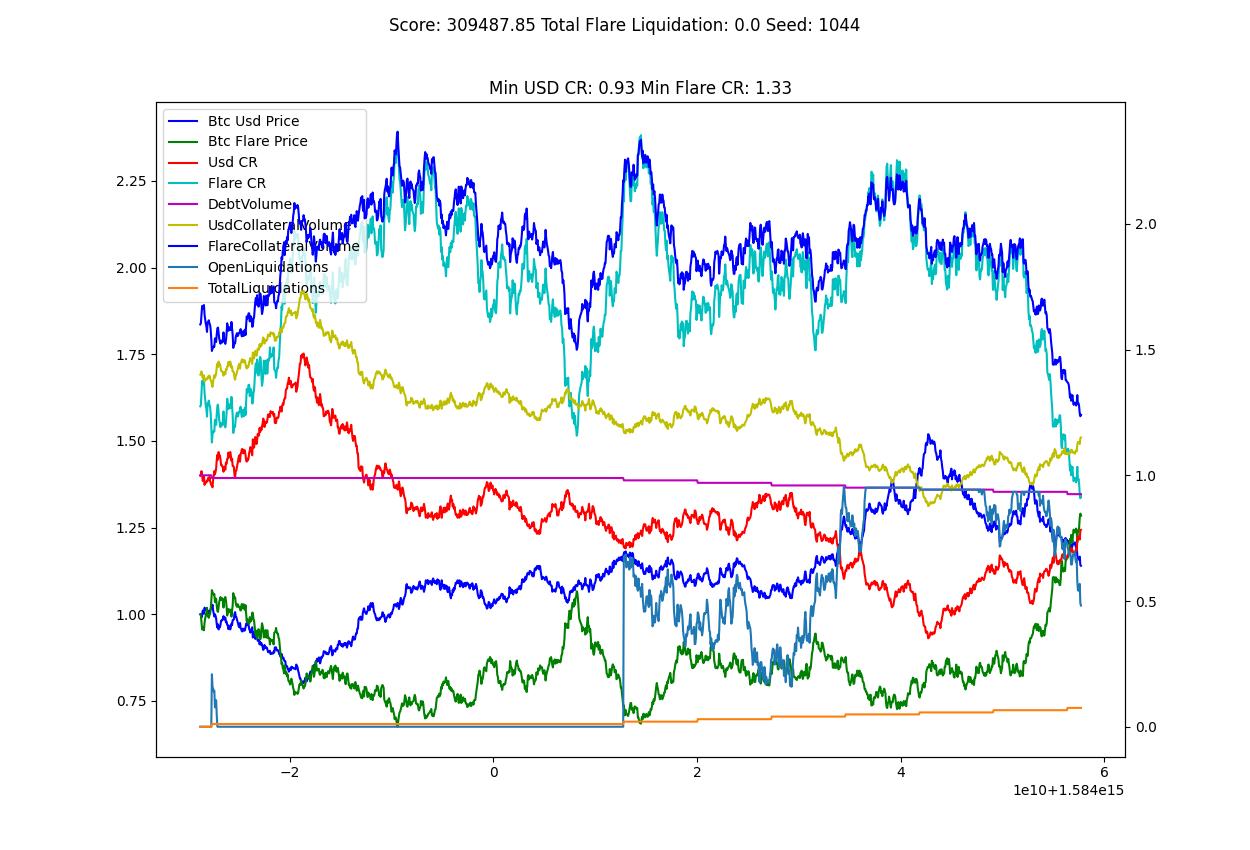 Score: 309487.85 Total Flare Liquidation: 0.0 Seed: 1044
Min USD CR: 0.93 Min Flare CR: 1.33
Btc Usd Price
Btc Flare Price
Usd CR
Flare CR
DebtVolume
UsdCollateralVolume
FlareCollateralVolume
OpenLiquidations
TotalLiquidations
2.25
2.00
1.75
1.50
1.25
1.00
0.75
2.0
1.5
1.0
0.5
0.0
−2
0
2
4
6
1e10+1.584e15